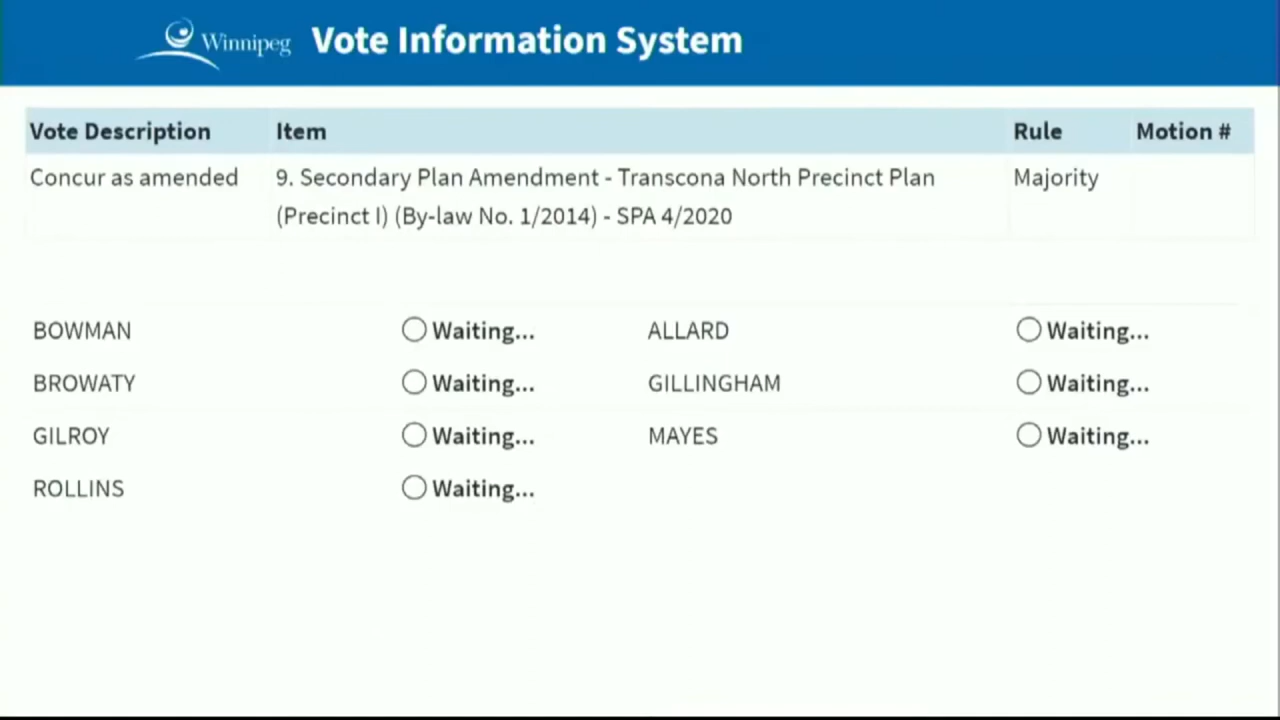 Winnipeg Vote Information System
Vote Description Item Rule Motion #
Concur as amended 9. Secondary Plan Amendment - Transcona North Precinct Plan Majority
(Precinct I) (By-law No. 1/2014) - SPA 4/2020
BOWMAN Waiting... ALLARD Waiting...
BROWATY Waiting... GILLINGHAM Waiting...
GILROY Waiting... MAYES Waiting...
ROLLINS Waiting...